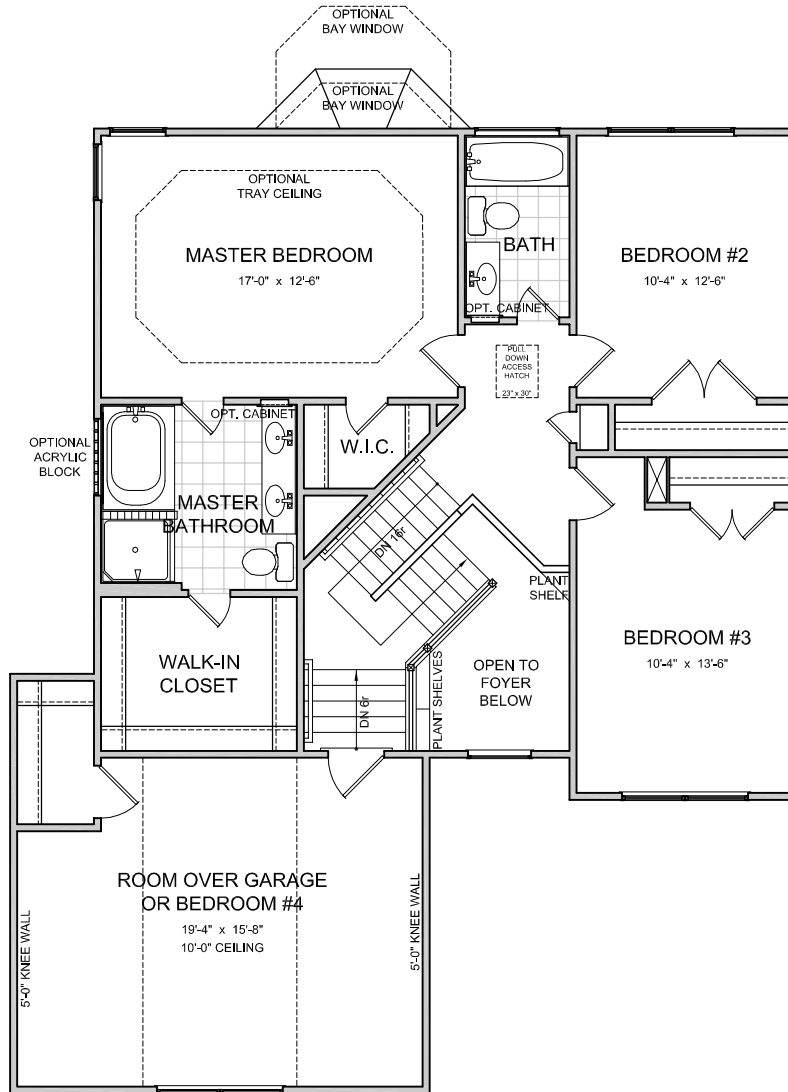 OPTIONAL
BAY WINDOW
OPTIONAL
BAY WINDOW
OPTIONAL
TRAY CEILING
MASTER BEDROOM
17'-0" x 12'-6"
BATH
OPT. CABINET
BEDROOM #2
10'-4" x 12'-6"
PULL
DOWN
ACCESS
HATCH
23" x 30"
OPT. CABINET
OPTIONAL
ACRYLIC
BLOCK
W.I.C.
MASTER
BATHROOM
DN 16r
PLANT
SHELF
BEDROOM #3
10'-4" x 13'-6"
WALK-IN
CLOSET
OPEN TO
FOYER
BELOW
PLANT SHELVES
DN 6r
ROOM OVER GARAGE
OR BEDROOM #4
19'-4" x 15'-8"
10'-0" CEILING
5'-0" KNEE WALL
5'-0" KNEE WALL